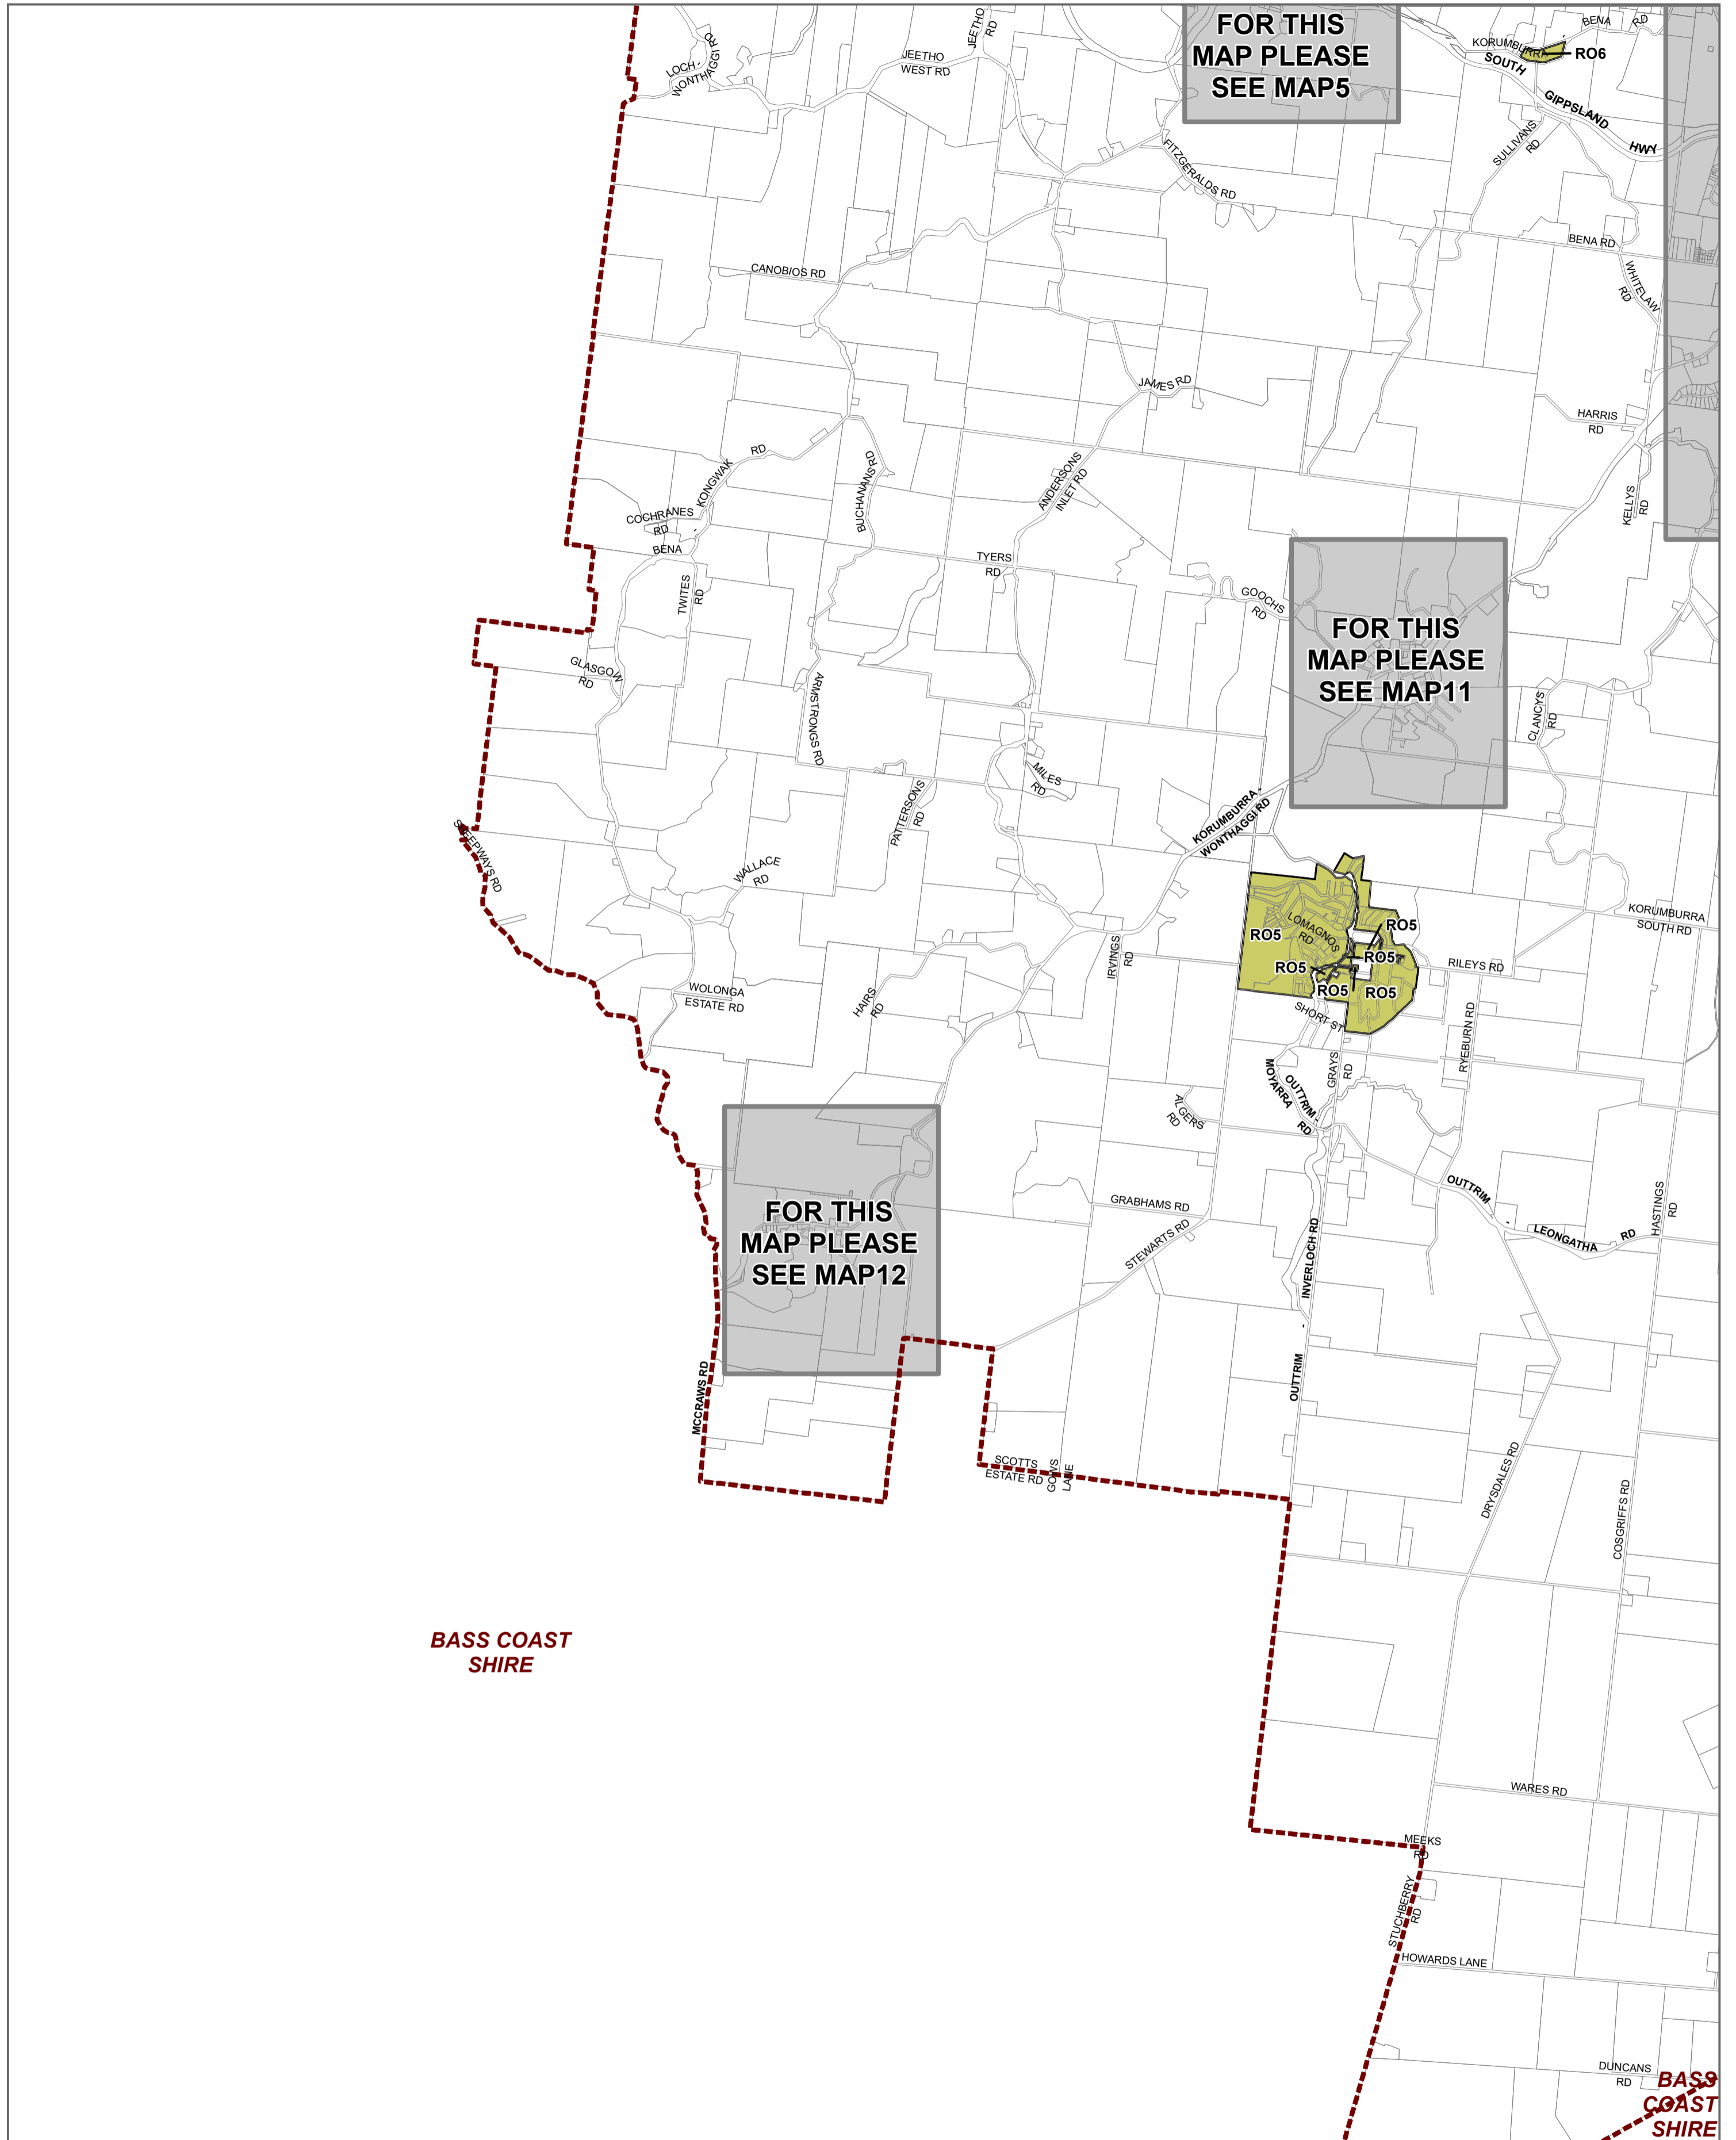 FOR THIS
MAP PLEASE
SEE MAP5
JEETHO
RD
LOCH -
WONTHAGGI RD
JEETHO
WEST RD
BENA
RD
KORUMBURRA
-
RO6
SOUTH
GIPPSLAND
HWY
SULLIVANS
RD
FITZGERALDS RD
BENA RD
WHITELAW
RD
CANOBIOS RD
JAMES RD
HARRIS
RD
KONGWAK
RD
BUCHANANS RD
ANDERSONS
INLET RD
KELLYS
RD
COCHRANES
RD
-
BENA
TYERS
RD
TWITES
RD
GOOCHS
RD
FOR THIS
MAP PLEASE
SEE MAP11
GLASGOW
RD
ARMSTRONGS RD
CLANCYS
RD
MILES
RD
PATTERSONS
RD
KORUMBURRA -
WONTHAGGI RD
SLEEPWAYS RD
WALLACE
RD
KORUMBURRA
SOUTH RD
LOMAGNOS
RD
RO5
RO5
RO5
RO5
RO5
RO5
IRVINGS
RD
RILEYS RD
WOLONGA
ESTATE RD
HAIRS
RD
SHORT ST
RYEBURN RD
GRAYS
RD
MOYARRA
OUTTRIM -
RD
ALGERS
RD
FOR THIS
MAP PLEASE
SEE MAP12
GRABHAMS RD
STEWARTS RD
OUTTRIM
-
LEONGATHA
RD
HASTINGS
RD
INVERLOCH RD
-
OUTTRIM
MCCRAWS RD
SCOTTS
ESTATE RD
GOWS
LANE
DRYSDALES RD
COSGRIFFS RD
BASS COAST
SHIRE
WARES RD
MEEKS
RD
STUCHBERRY
RD
HOWARDS LANE
DUNCANS
RD
BASS
COAST
SHIRE